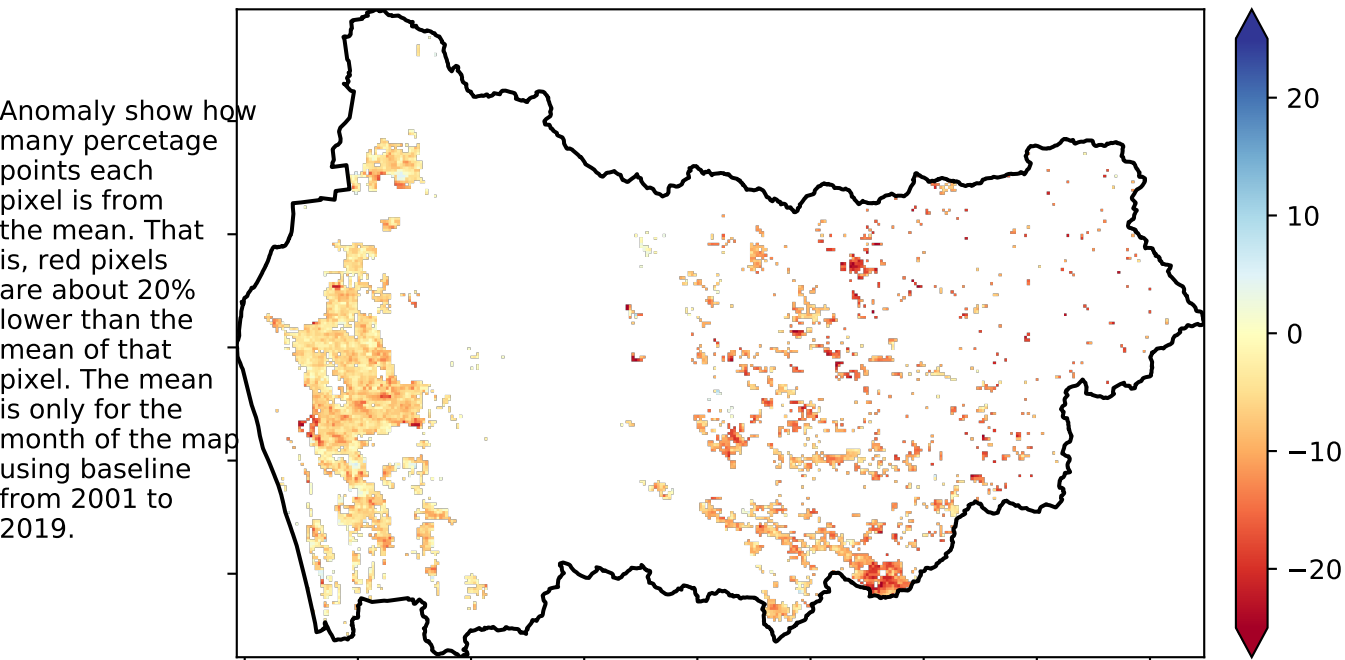 Anomaly show how
many percetage
points each
pixel is from
the mean. That
is, red pixels
are about 20%
lower than the
mean of that
pixel. The mean
is only for the
month of the map
using baseline
from 2001 to
2019.
20
10
0
−10
−20